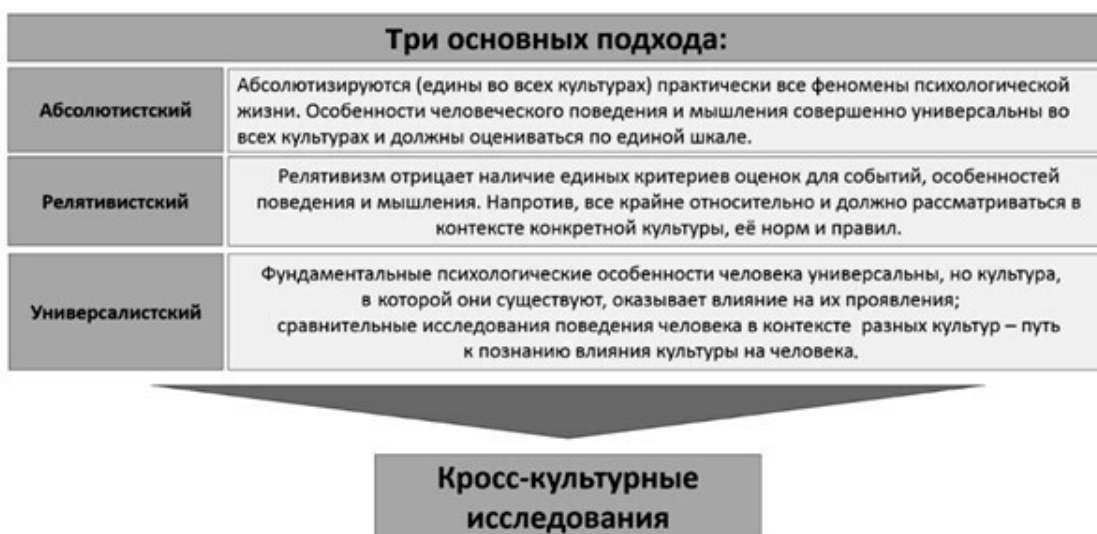 Три основных подхода:
Абсолютистский
Абсолютизируются (едины во всех культурах) практически все феномены психологической
жизни. Особенности человеческого поведения и мышления совершенно универсальны во
всех культурах и должны оцениваться по единой шкале.
Релятивистский
Релятивизм отрицает наличие единых критериев оценок для событий, особенностей
поведения и мышления. Напротив, все крайне относительно и должно рассматриваться в
контексте конкретной культуры, её норм и правил.
Универсалистский
Фундаментальные психологические особенности человека универсальны, но культура,
в которой они существуют, оказывает влияние на их проявления;
сравнительные исследования поведения человека в контексте разных культур – путь
к познанию влияния культуры на человека.
Кросс-культурные
исследования